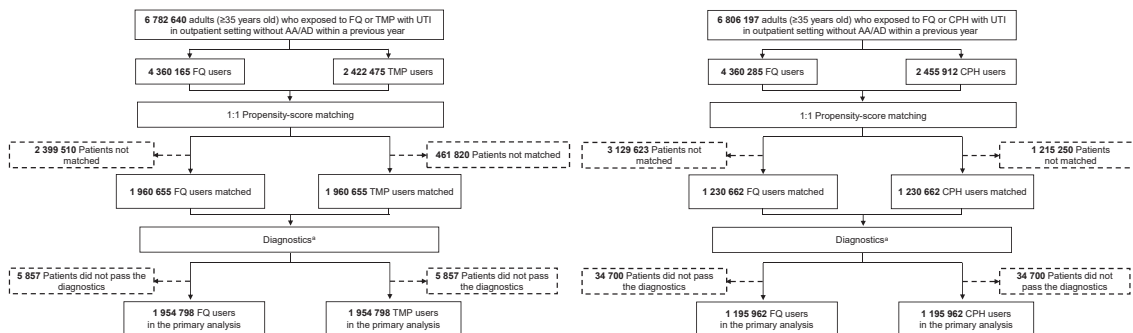 6 782 640 adults (≥35 years old) who exposed to FQ or TMP with UTI
in outpatient setting without AA/AD within a previous year
4 360 165 FQ users
2 422 475 TMP users
1:1 Propensity-score matching
2 399 510 Patients not
matched
461 820 Patients not matched
1 960 655 FQ users matched
1 960 655 TMP users matched
Diagnosticsª
5 857 Patients did not pass the
diagnostics
5 857 Patients did not pass
the diagnostics
1 954 798 FQ users
in the primary analysis
1 954 798 TMP users
in the primary analysis
6 806 197 adults (≥35 years old) who exposed to FQ or CPH with UTI
in outpatient setting without AA/AD within a previous year
4 360 285 FQ users
2 455 912 CPH users
1:1 Propensity-score matching
3 129 623 Patients not
matched
1 215 250 Patients
not matched
1 230 662 FQ users matched
1 230 662 CPH users matched
Diagnosticsª
34 700 Patients did not pass
the diagnostics
34 700 Patients did not
pass the diagnostics
1 195 962 FQ users
in the primary analysis
1 195 962 CPH users
in the primary analysis